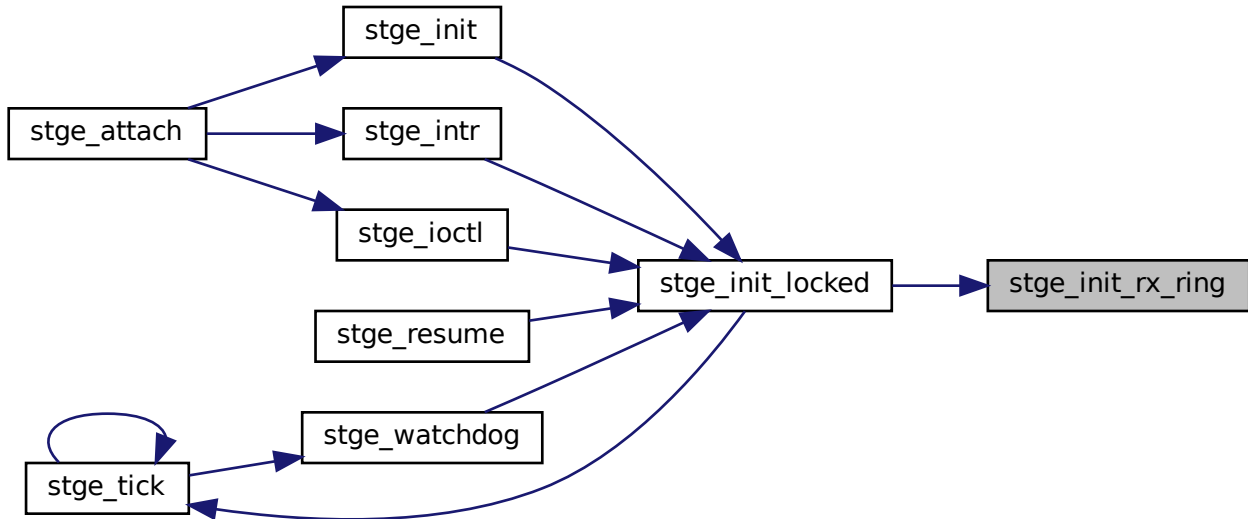 stge_init
stge_attach
stge_intr
stge_ioctl
stge_init_locked
stge_init_rx_ring
stge_resume
stge_watchdog
stge_tick